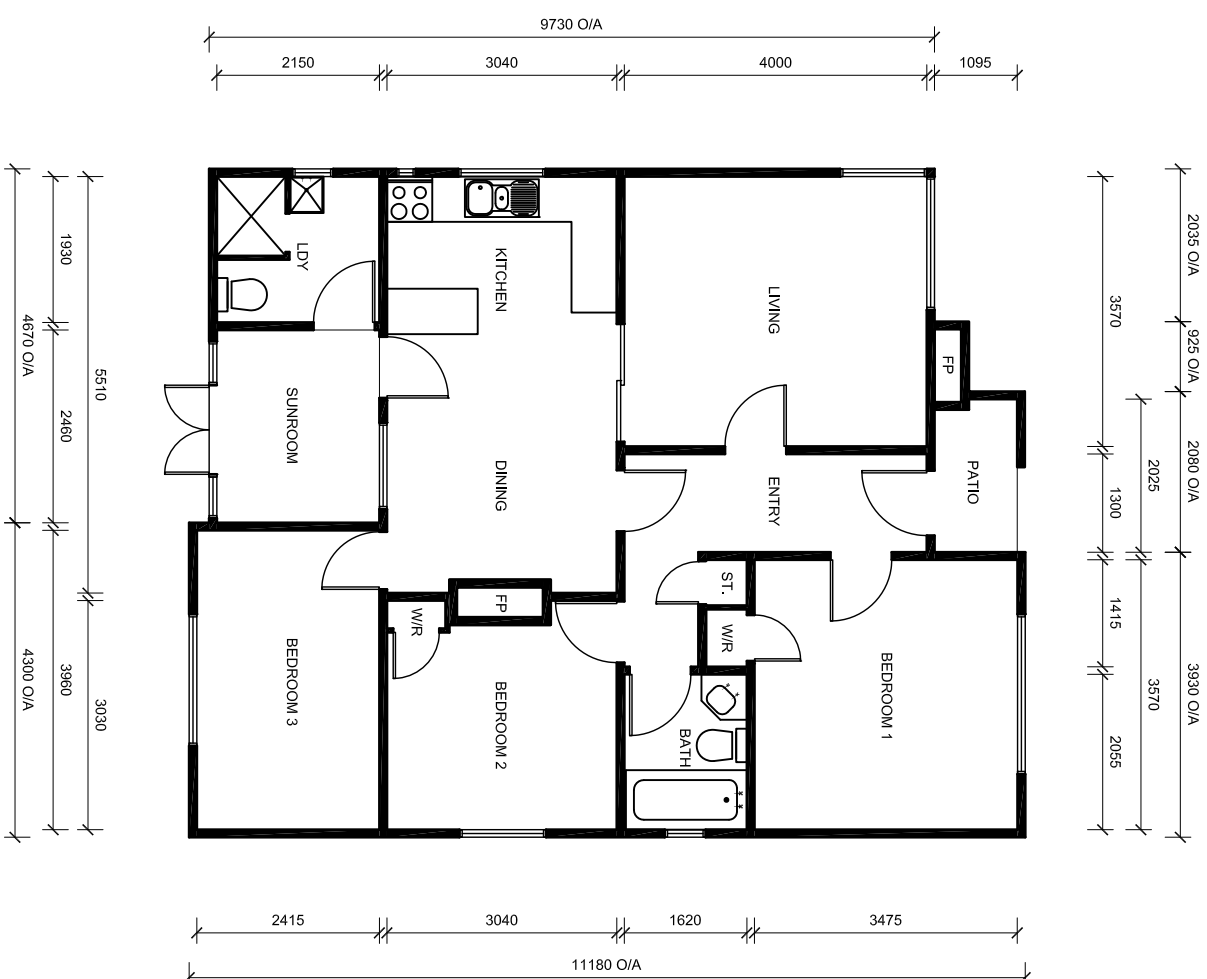 9730 O/A
2150
3040
4000
1095
4670 O/A
4300 O/A
1930
2460
3960
5510
3030
LDY
KITCHEN
LIVING
FP
SUNROOM
DINING
ENTRY
PATIO
ST.
FP
W/R
W/R
BEDROOM 3
BEDROOM 2
BATH
BEDROOM 1
3570
1300
1415
2055
2025
3570
2035 O/A
925 O/A
2080 O/A
3930 O/A
2415
3040
1620
3475
11180 O/A